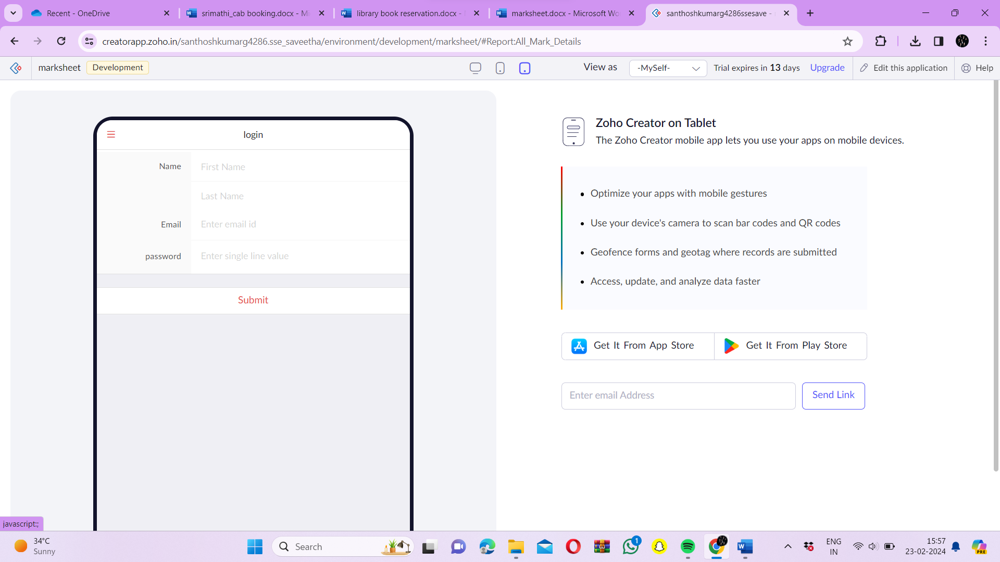 Recent - OneDrive
srimathi_cab booking.docx - Mi
library book reservation.docx -
marksheet.docx - Microsoft Wo
santhoshkumarg4286ssesave -
creatorapp.zoho.in/santhoshkumarg4286.sse_saveetha/environment/development/marksheet/#Report:All_Mark_Details
marksheet
Development
View as
-MySelf-
Trial expires in 13 days
Upgrade
Edit this application
Help
login
Name
First Name
Last Name
Email
Enter email id
password
Enter single line value
Submit
Zoho Creator on Tablet
The Zoho Creator mobile app lets you use your apps on mobile devices.
Optimize your apps with mobile gestures
Use your device's camera to scan bar codes and QR codes
Geofence forms and geotag where records are submitted
Access, update, and analyze data faster
Get It From App Store
Get It From Play Store
Enter email Address
Send Link
javascript:;
34°C
Sunny
Search
W
1
ENG
IN
15:57
23-02-2024
PRE